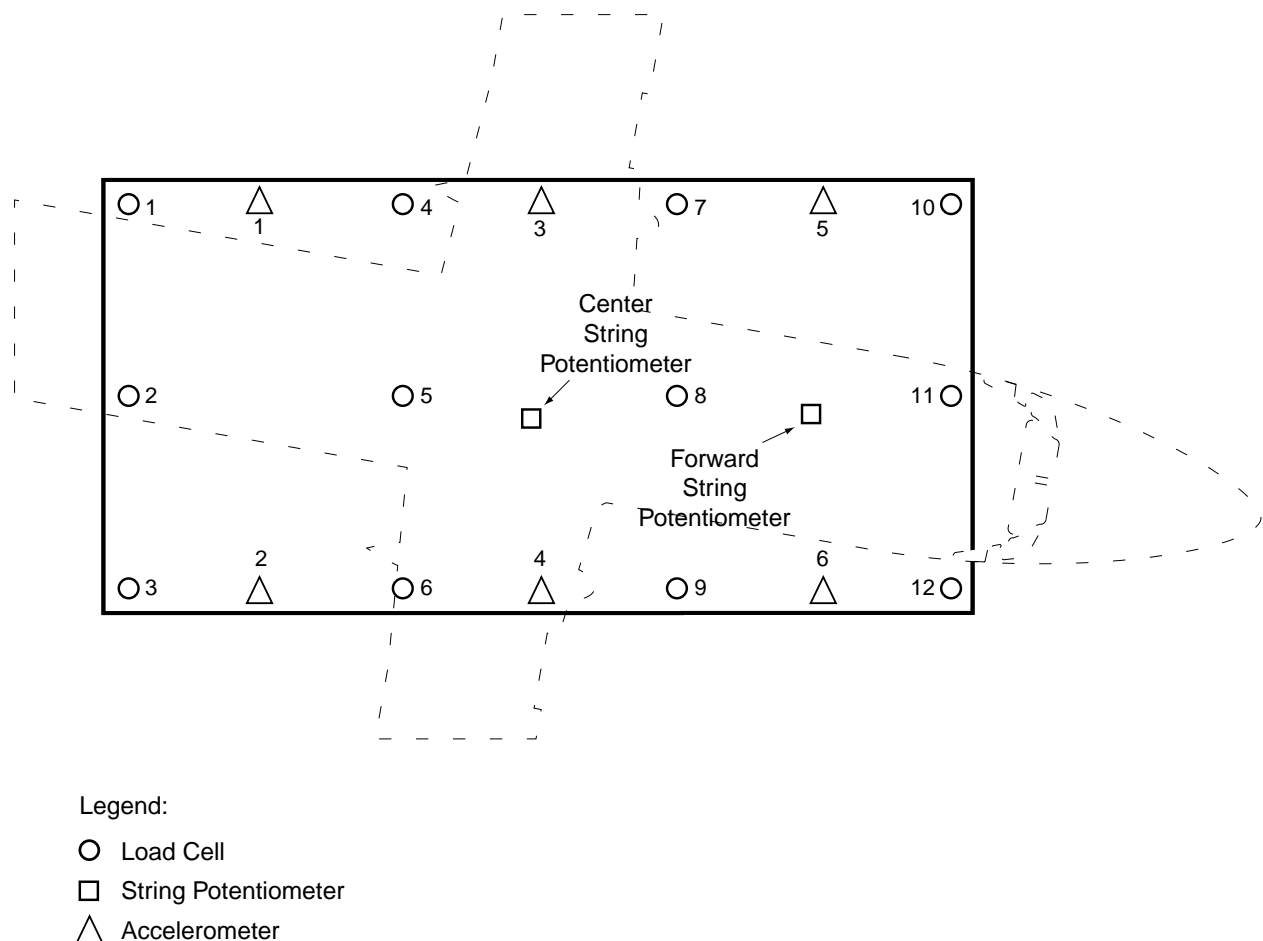 1
4
7
10
1
3
5
Center
String
Potentiometer
2
5
8
11
Forward
String
Potentiometer
2
4
6
3
6
9
12
Legend:
Load Cell
String Potentiometer
Accelerometer